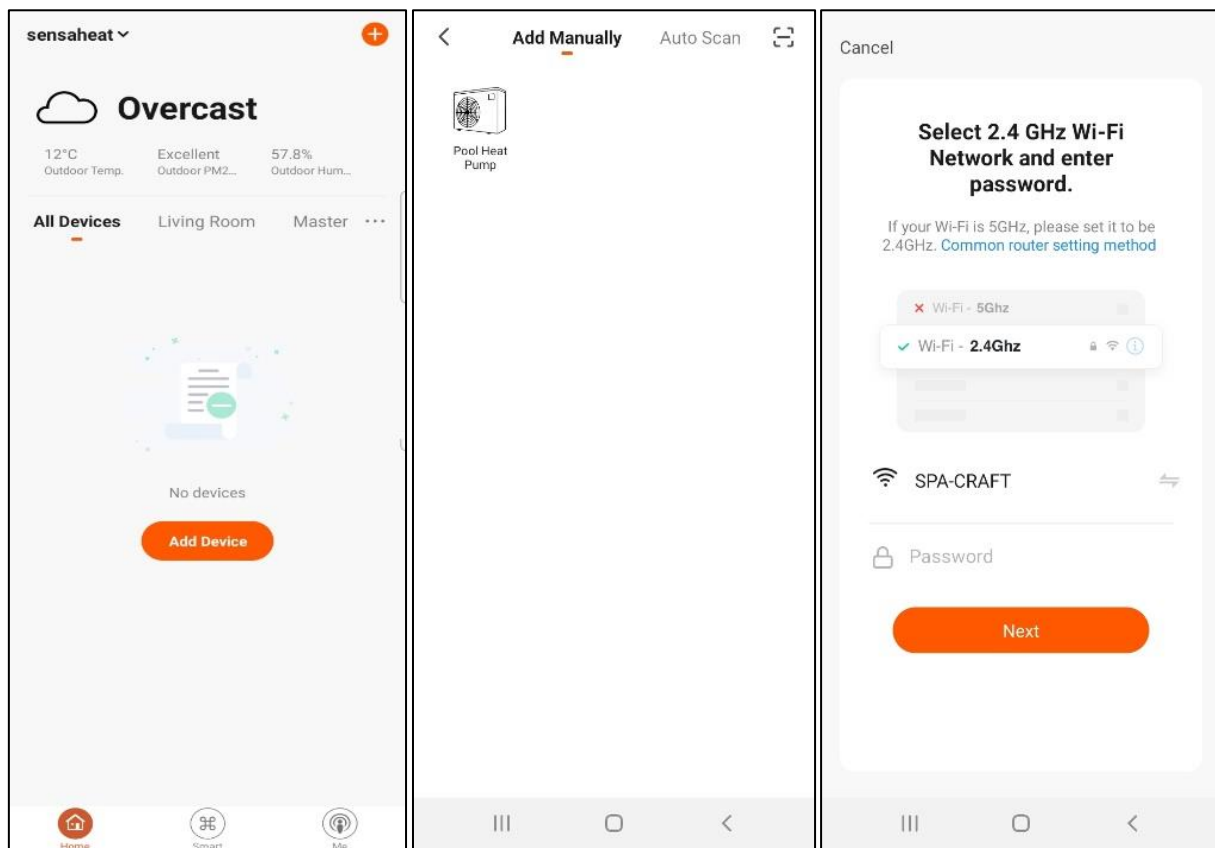 sensaheat
Overcast
12°C
Excellent
57.8%
Outdoor Temp.
Outdoor PM2...
Outdoor Hum...
All Devices
Living Room
Master ...
No devices
Add Device
Home
Smart
Me
Add Manually
Auto Scan
Pool Heat
Pump
Cancel
Select 2.4 GHz Wi-Fi
Network and enter
password.
If your Wi-Fi is 5GHz, please set it to be
2.4GHz. Common router setting method
Wi-Fi - 5Ghz
Wi-Fi - 2.4Ghz
SPA-CRAFT
Password
Next